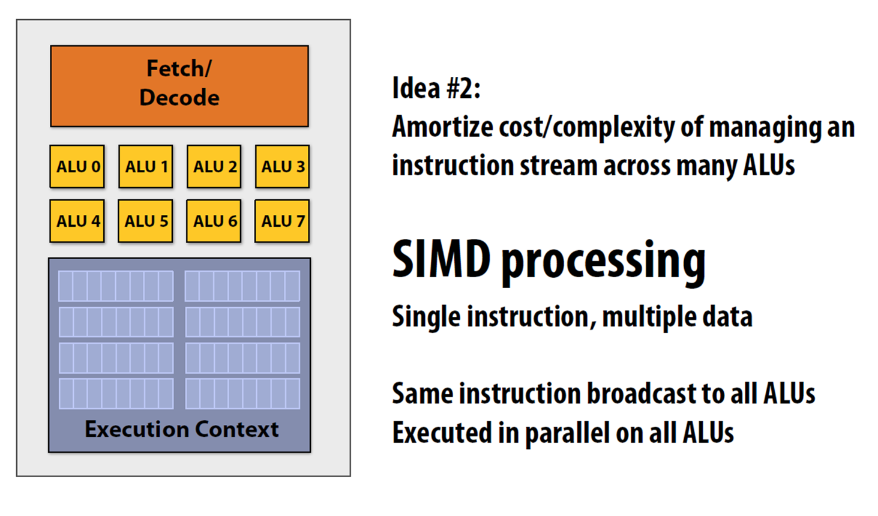 Fetch/
Decode
ALU 0 ALU 1 ALU 2 ALU 3
ALU 4 ALU 5 ALU 6 ALU 7
Execution Context
Idea #2:
Amortize cost/complexity of managing an
instruction stream across many ALUs
SIMD processing
Single instruction, multiple data
Same instruction broadcast to all ALUs
Executed in parallel on all ALUs